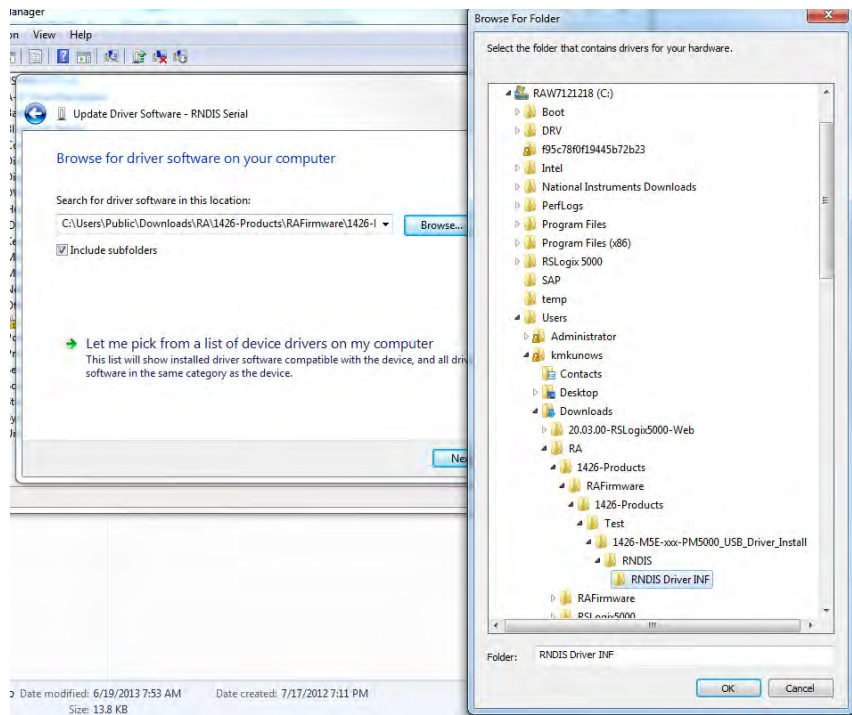 anager
on View Help
Update Driver Software - RNDIS Serial
Browse for driver software on your computer
Search for driver software in this location:
C:\Users\Public\Downloads\RA\1426-Products\RAFirmware\1426-
Browse...
Include subfolders
Let me pick from a list of device drivers on my computer
This list will show installed driver software compatible with the device, and all driv
software in the same category as the device.
Ne
Date modified: 6/19/2013 7:53 AM Date created: 7/17/2012 7:11 PM
Size: 13.8 KB
Browse For Folder
Select the folder that contains drivers for your hardware.
RAW7121218 (C:)
Boot
DRV
f95c78f0f19445b72b23
Intel
National Instruments Downloads
PerfLogs
Program Files
Program Files (x86)
RSLogix 5000
SAP
temp
Users
Administrator
kmkunows
Contacts
Desktop
Downloads
20.03.00-RSLogix5000-Web
RA
1426-Products
RAFirmware
1426-Products
Test
1426-M5E-xxx-PM5000_USB_Driver_Install
RNDIS
RNDIS Driver INF
RAFirmware
RSLogix5000
Folder: RNDIS Driver INF
OK Cancel